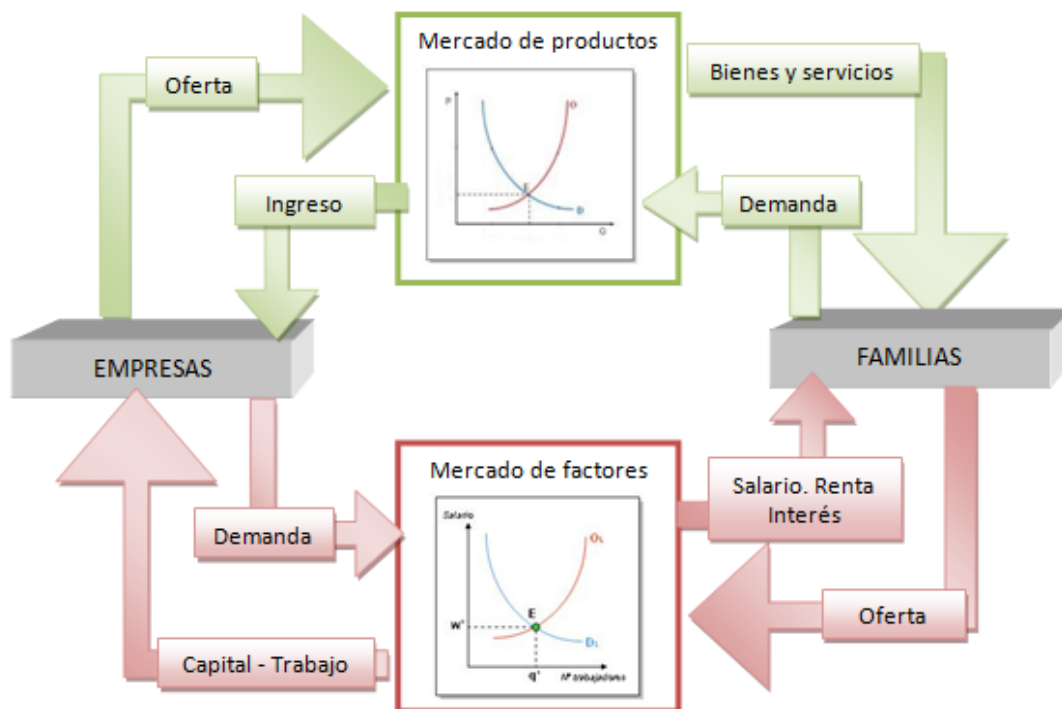 Mercado de productos
Oferta
Bienes y servicios
P
O
E
D
Q
Ingreso
Demanda
EMPRESAS
FAMILIAS
Mercado de factores
Salario. Renta
Interés
Salario
E
W*
q*
Nº trabajadores
Demanda
Oferta
Capital - Trabajo